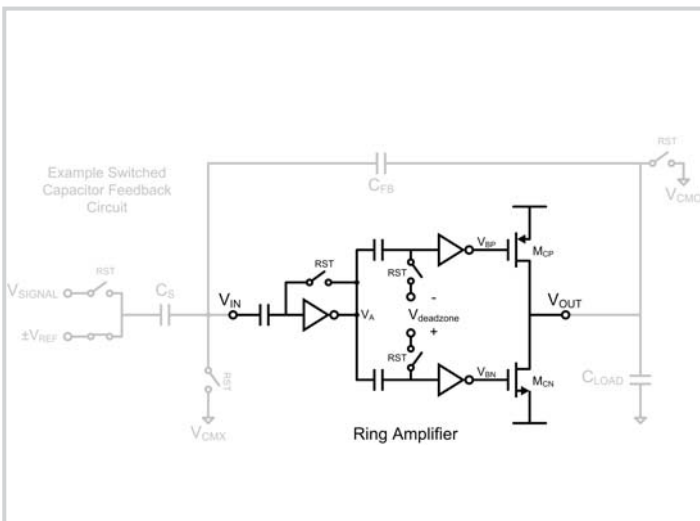 RST
Example Switched
Capacitor Feedback
Circuit
CFB
VCMO
RST
VBP
MCP
RST
VSIGNAL
CS
VIN
RST
VA
-
Vdeadzone
+
VOUT
±VREF
RST
RST
VBN
MCN
CLOAD
VCMX
Ring Amplifier